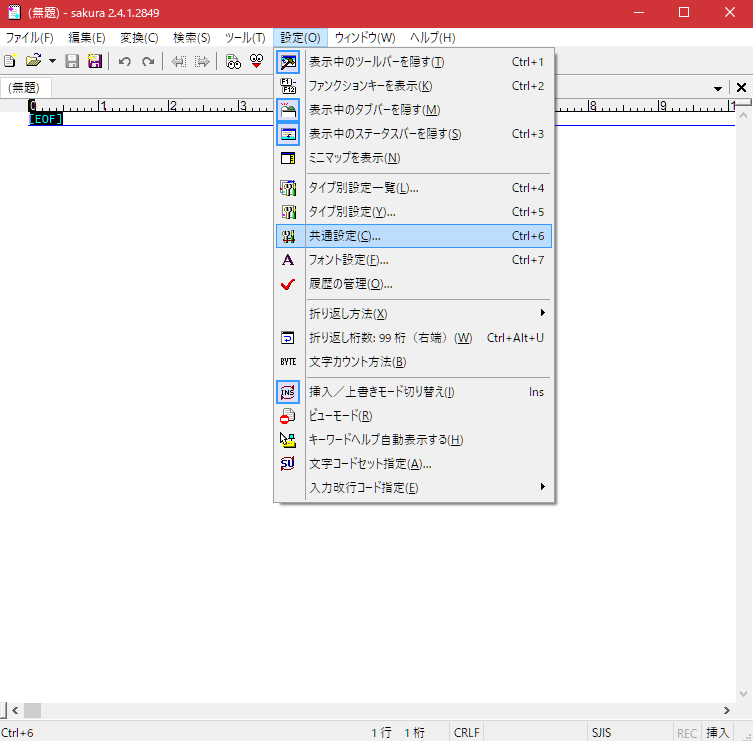 (無題) - sakura 2.4.1.2849
ファイル(F) 編集(E) 変換(C) 検索(S) ツール(T) 設定(O) ウィンドウ(W) ヘルプ(H)
(無題)
0 1 2 3 8 9 1
[EOF]
表示中のツールバーを隠す(T) Ctrl+1
F1~ F12 ファンクションキーを表示(K) Ctrl+2
表示中のタブバーを隠す(M)
表示中のステータスバーを隠す(S) Ctrl+3
ミニマップを表示(N)
タイプ別設定一覧(L)... Ctrl+4
タイプ別設定(Y)... Ctrl+5
共通設定(C)... Ctrl+6
A フォント設定(F)... Ctrl+7
履歴の管理(O)...
折り返し方法(X)
折り返し桁数: 99 桁（右端）(W) Ctrl+Alt+U
BYTE 文字カウント方法(B)
INS 挿入／上書きモード切り替え(I) Ins
ビューモード(R)
キーワードヘルプ自動表示する(H)
文字コードセット指定(A)...
入力改行コード指定(E)
Ctrl+6 1 行 1 桁 CRLF SJIS REC 挿入